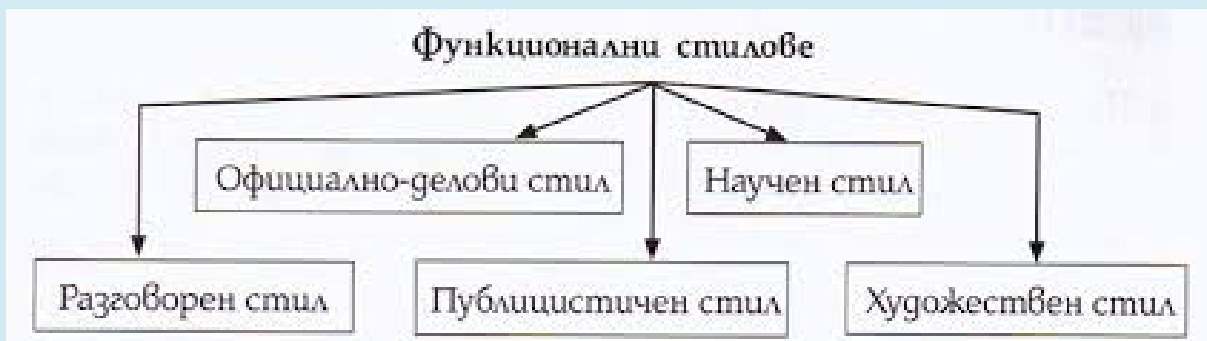 Функционални стилове
Официално-делови стил
Научен стил
Разговорен стил
Публицистичен стил
Художествен стил